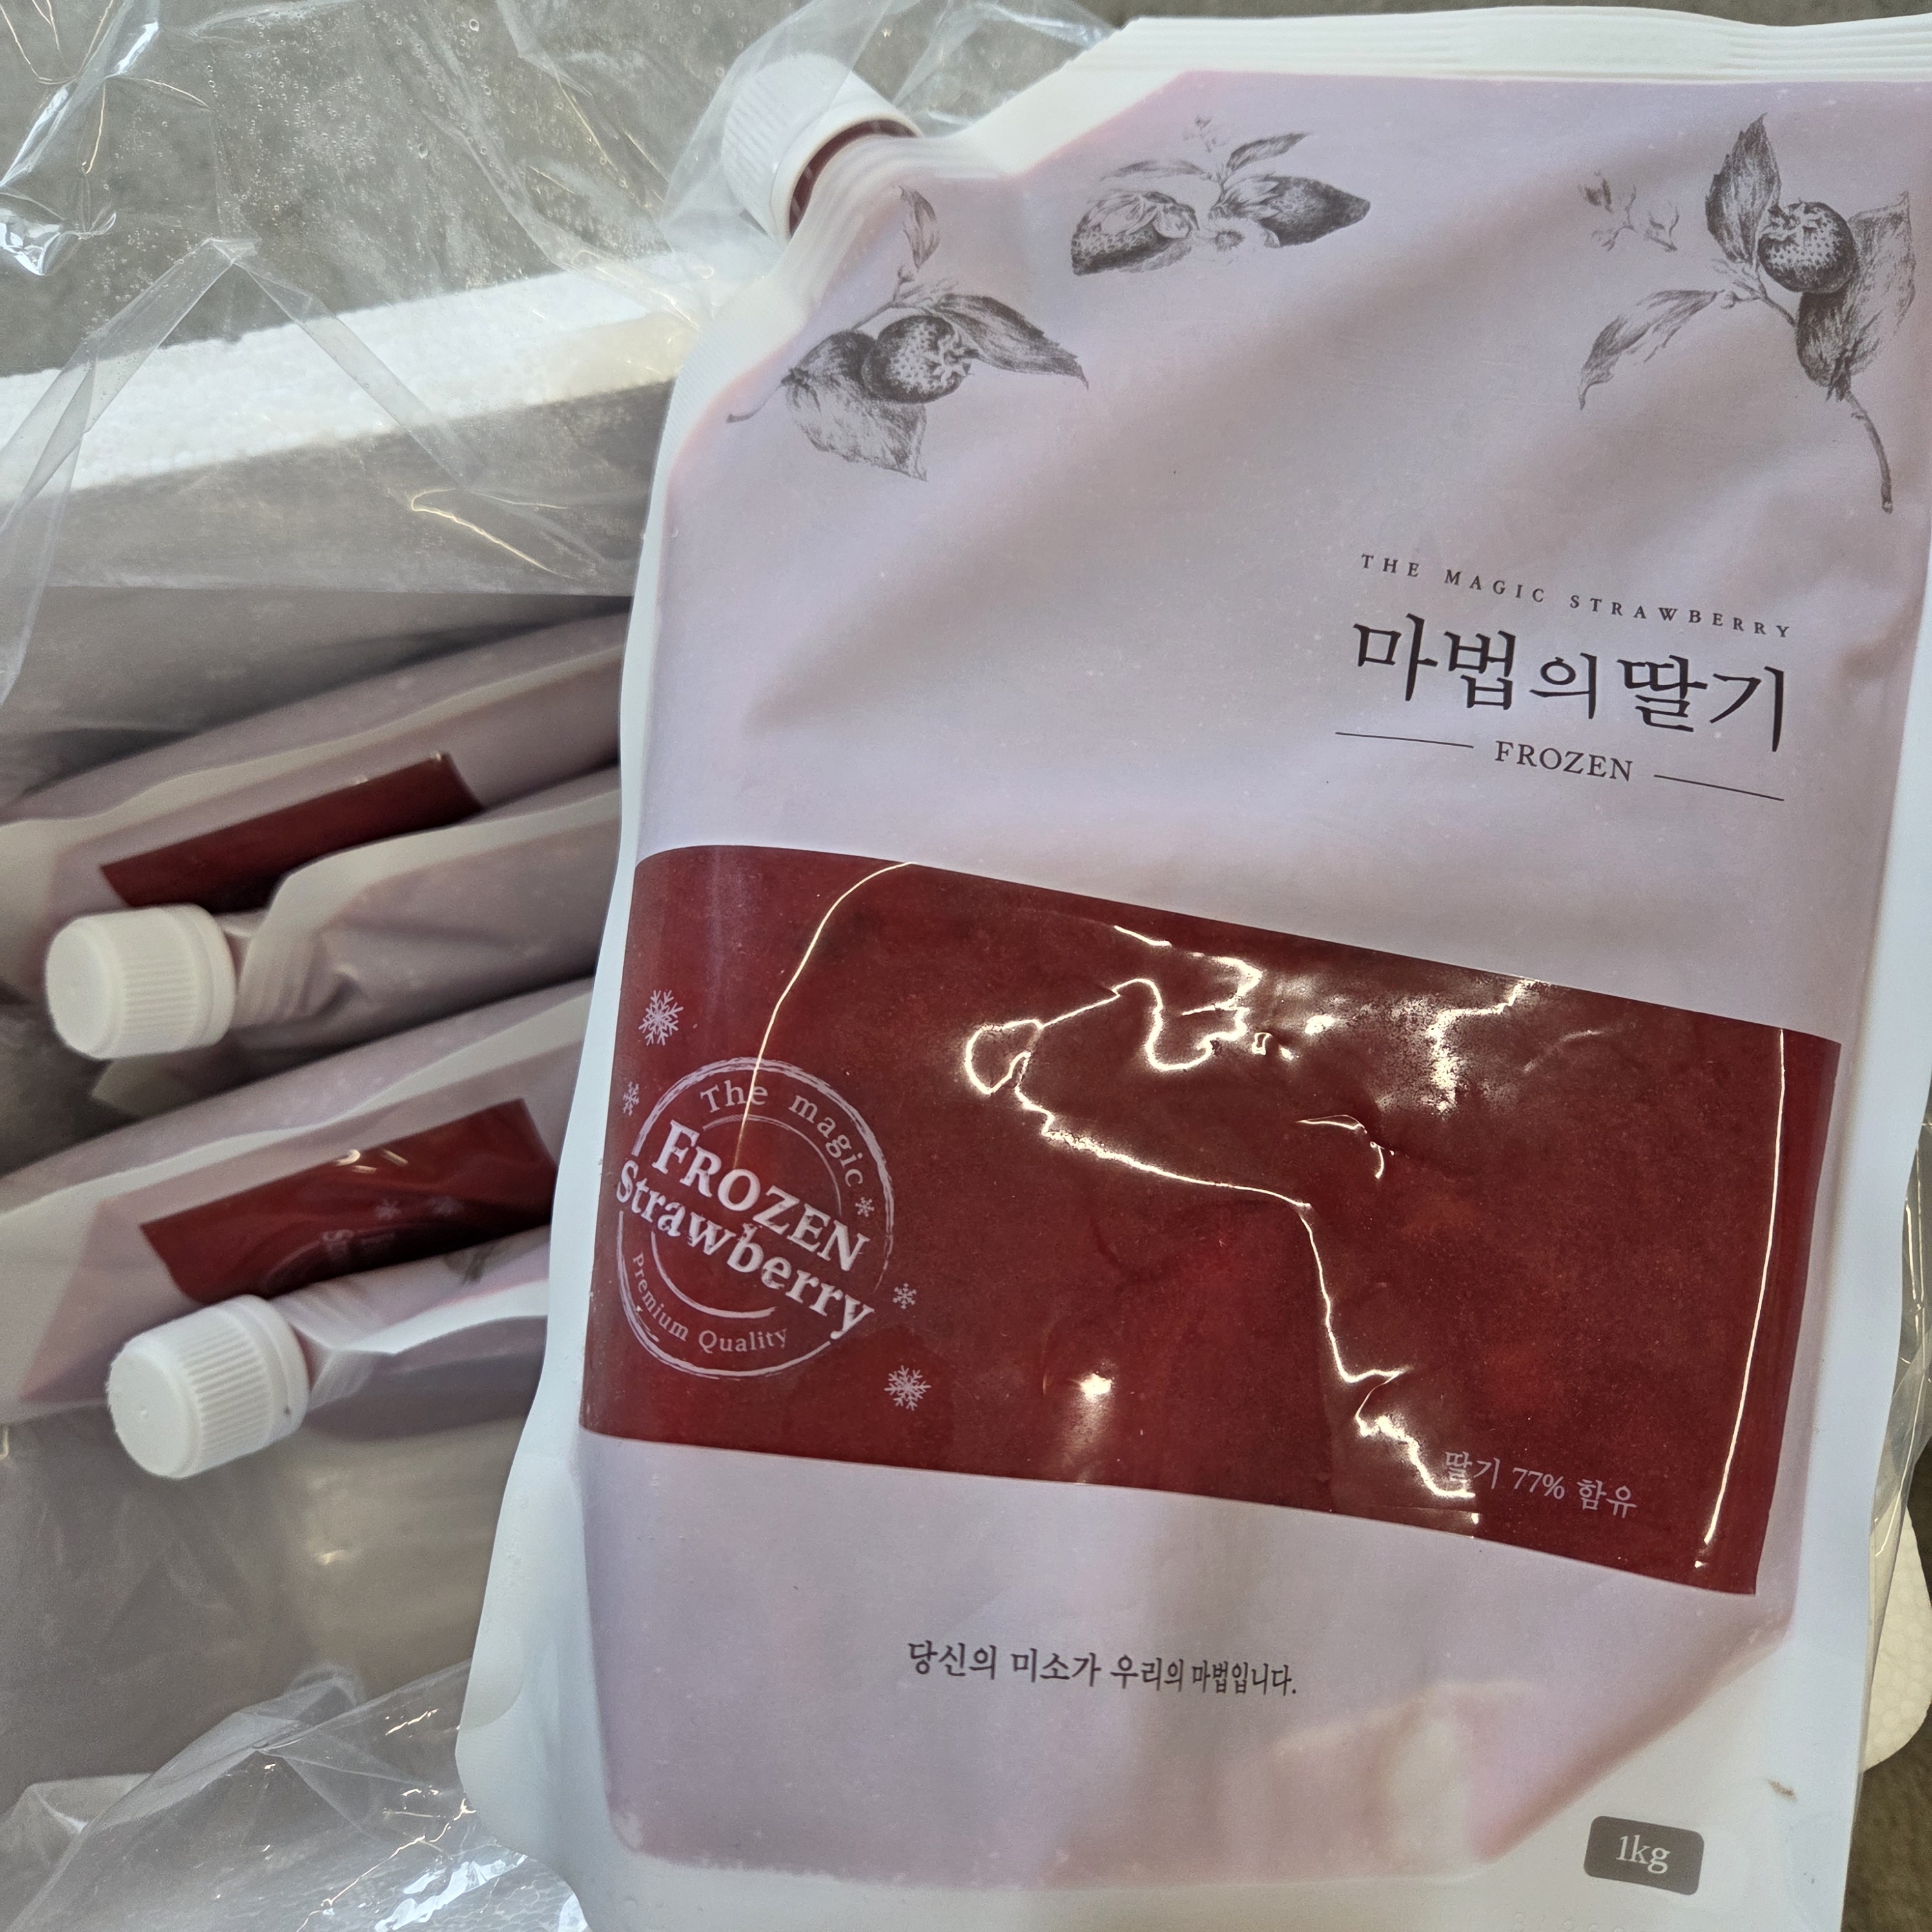 THE MAGIC STRAWBERRY
마법의딸기
FROZEN
The magic
FROZEN
Strawberry
Premium Quality
딸기 77% 함유
당신의 미소가 우리의 마법입니다.
1kg